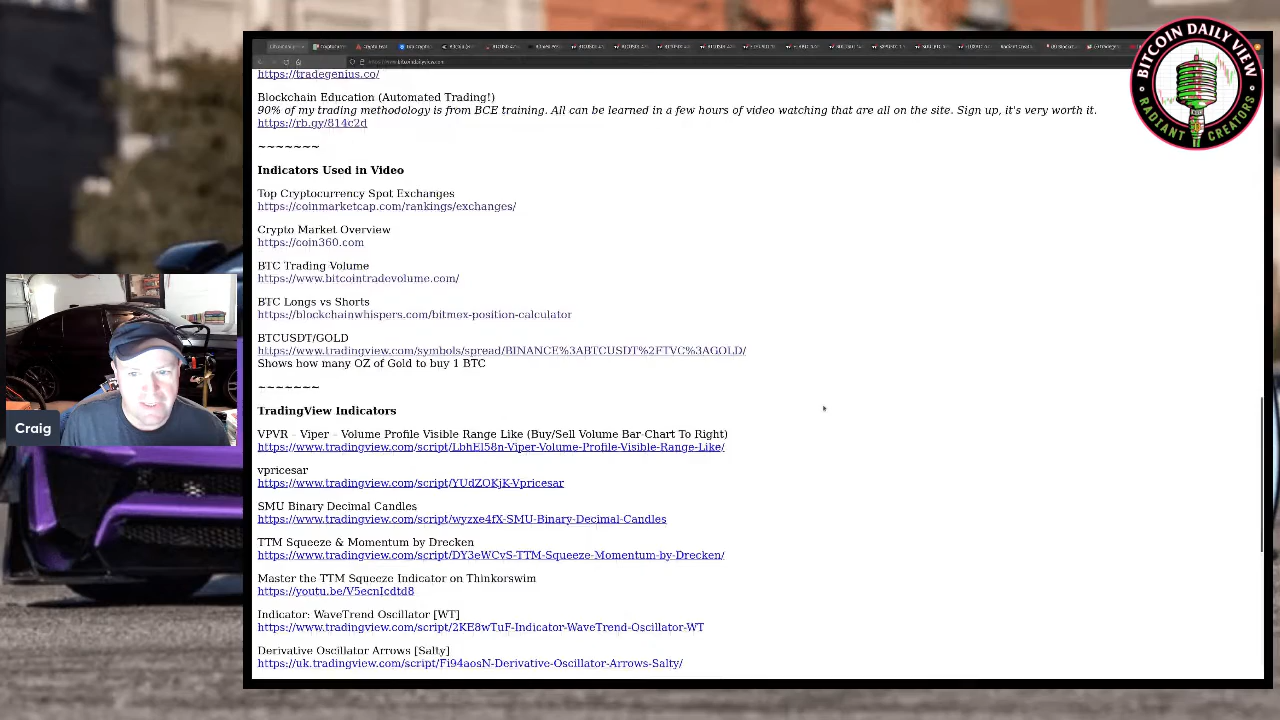 https://tradegenius.co/
Blockchain Education (Automated Trading!)
90% of my trading methodology is from BCE training. All can be learned in a few hours of video watching that are all on the site. Sign up, it's very worth it.
https://rb.gy/814c2d
~~~~~~~
Indicators Used in Video
Top Cryptocurrency Spot Exchanges
https://coinmarketcap.com/rankings/exchanges/
Crypto Market Overview
https://coin360.com
BTC Trading Volume
https://www.bitcointradevolume.com/
BTC Longs vs Shorts
https://blockchainwhispers.com/bitmex-position-calculator
BTCUSDT/GOLD
https://www.tradingview.com/symbols/spread/BINANCE%3ABTCUSDT%2FTVC%3AGOLD/
Shows how many OZ of Gold to buy 1 BTC
~~~~~~~
TradingView Indicators
VPVR – Viper – Volume Profile Visible Range Like (Buy/Sell Volume Bar-Chart To Right)
https://www.tradingview.com/script/LbhEl58n-Viper-Volume-Profile-Visible-Range-Like/
vpricesar
https://www.tradingview.com/script/YUdZOKjK-Vpricesar
SMU Binary Decimal Candles
https://www.tradingview.com/script/wyzxe4fX-SMU-Binary-Decimal-Candles
TTM Squeeze & Momentum by Drecken
https://www.tradingview.com/script/DY3eWCvS-TTM-Squeeze-Momentum-by-Drecken/
Master the TTM Squeeze Indicator on Thinkorswim
https://youtu.be/V5ecnIcdtd8
Indicator: WaveTrend Oscillator [WT]
https://www.tradingview.com/script/2KE8wTuF-Indicator-WaveTrend-Oscillator-WT
Derivative Oscillator Arrows [Salty]
https://uk.tradingview.com/script/Fi94aosN-Derivative-Oscillator-Arrows-Salty/
Craig
BITCOIN DAILY VIEW
RADIANT CREATORS